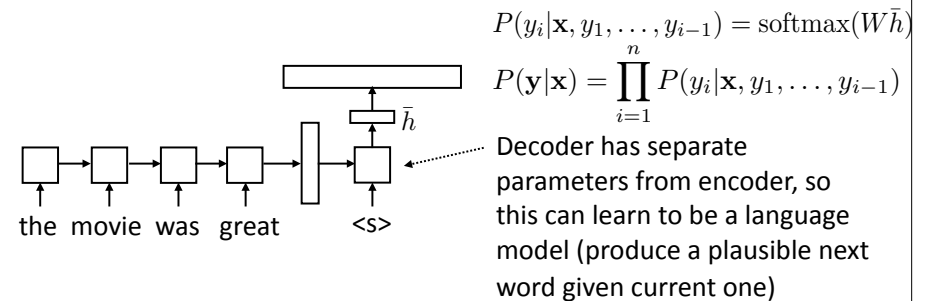 P(y_i|x, y_1, ..., y_{i-1}) = softmax(Wh̄)
P(y|x) = ∏_{i=1}^{n} P(y_i|x, y_1, ..., y_{i-1})
h̄
Decoder has separate
parameters from encoder, so
this can learn to be a language
model (produce a plausible next
word given current one)
the movie was great <s>